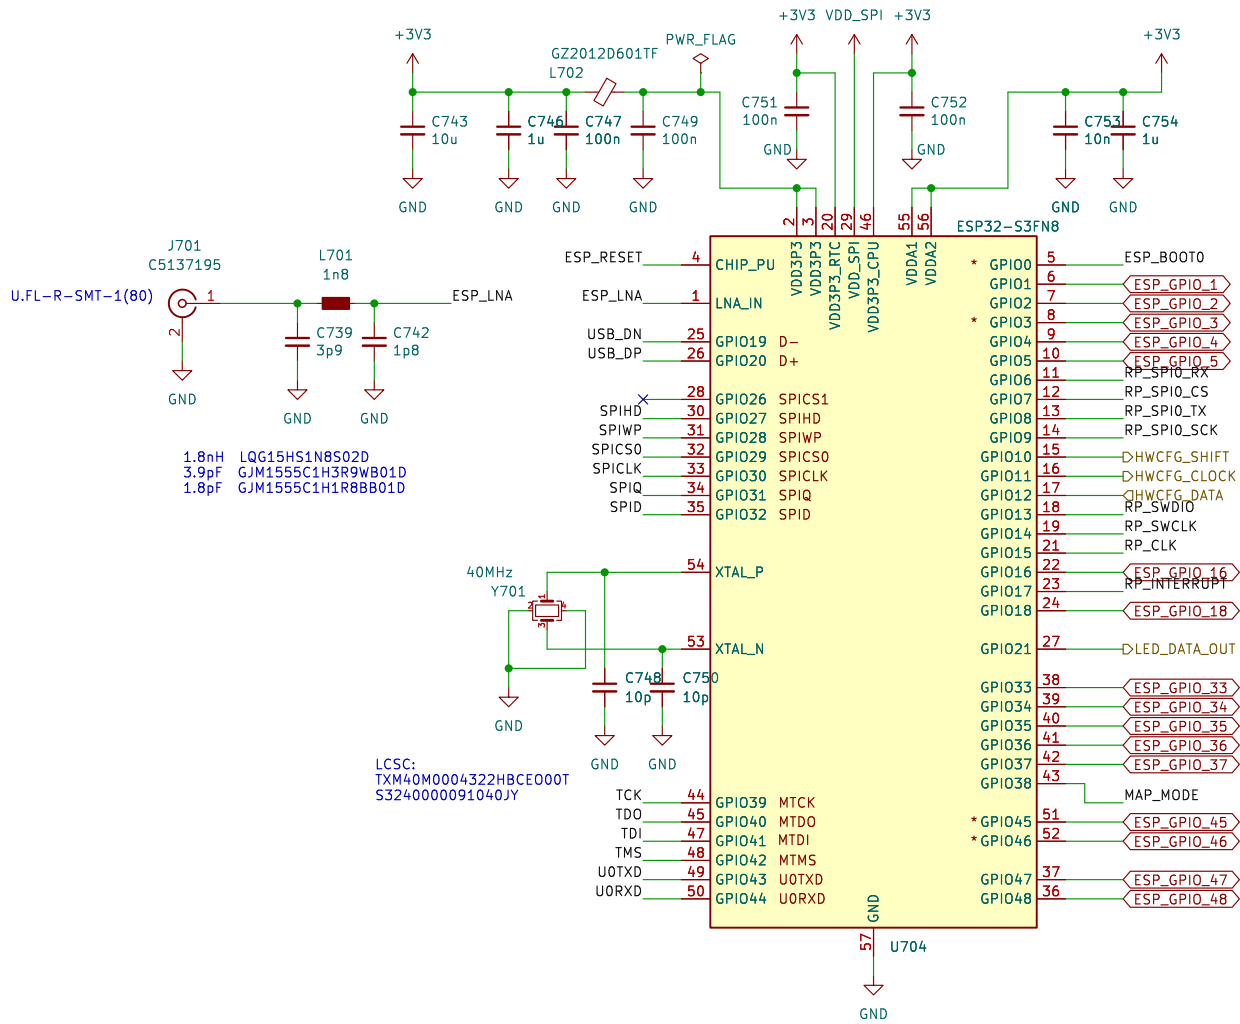 +3V3 VDD_SPI +3V3
+3V3
GZ2012D601TF
PWR_FLAG
+3V3
L702
C743
10u
C746
1u
C747
100n
C749
100n
C751
100n
C752
100n
C753
10n
C754
1u
GND
GND
GND
GND
GND
GND
GND
GND
J701
C5137195
U.FL-R-SMT-1(80)
1
2
GND
L701
1n8
C739
3p9
GND
C742
1p8
GND
ESP_LNA
1.8nH LQG15HS1N8S02D
3.9pF GJM1555C1H3R9WB01D
1.8pF GJM1555C1H1R8BB01D
40MHz
Y701
1
2
3
4
GND
C748
10p
GND
C750
10p
GND
LCSC:
TXM40M0004322HBCEO00T
S3240000091040JY
ESP32-S3FN8
2 VDD3P3
3 VDD3P3
20 VDD3P3_RTC
29 VDD_SPI
46 VDD3P3_CPU
55 VDDA1
56 VDDA2
ESP_RESET 4 CHIP_PU
ESP_LNA 1 LNA_IN
USB_DN 25 GPIO19 D-
USB_DP 26 GPIO20 D+
28 GPIO26 SPICS1
SPIHD 30 GPIO27 SPIHD
SPIWP 31 GPIO28 SPIWP
SPICS0 32 GPIO29 SPICS0
SPICLK 33 GPIO30 SPICLK
SPIQ 34 GPIO31 SPIQ
SPID 35 GPIO32 SPID
54 XTAL_P
53 XTAL_N
TCK 44 GPIO39 MTCK
TDO 45 GPIO40 MTDO
TDI 47 GPIO41 MTDI
TMS 48 GPIO42 MTMS
U0TXD 49 GPIO43 U0TXD
U0RXD 50 GPIO44 U0RXD
* GPIO0 5 ESP_BOOT0
GPIO1 6 ESP_GPIO_1
GPIO2 7 ESP_GPIO_2
* GPIO3 8 ESP_GPIO_3
GPIO4 9 ESP_GPIO_4
GPIO5 10 ESP_GPIO_5
GPIO6 11 RP_SPI0_RX
GPIO7 12 RP_SPI0_CS
GPIO8 13 RP_SPI0_TX
GPIO9 14 RP_SPI0_SCK
GPIO10 15 HWCFG_SHIFT
GPIO11 16 HWCFG_CLOCK
GPIO12 17 HWCFG_DATA
GPIO13 18 RP_SWDIO
GPIO14 19 RP_SWCLK
GPIO15 21 RP_CLK
GPIO16 22 ESP_GPIO_16
GPIO17 23 RP_INTERRUPT
GPIO18 24 ESP_GPIO_18
GPIO21 27 LED_DATA_OUT
GPIO33 38 ESP_GPIO_33
GPIO34 39 ESP_GPIO_34
GPIO35 40 ESP_GPIO_35
GPIO36 41 ESP_GPIO_36
GPIO37 42 ESP_GPIO_37
GPIO38 43 MAP_MODE
* GPIO45 51 ESP_GPIO_45
* GPIO46 52 ESP_GPIO_46
GPIO47 37 ESP_GPIO_47
GPIO48 36 ESP_GPIO_48
GND
57
U704
GND